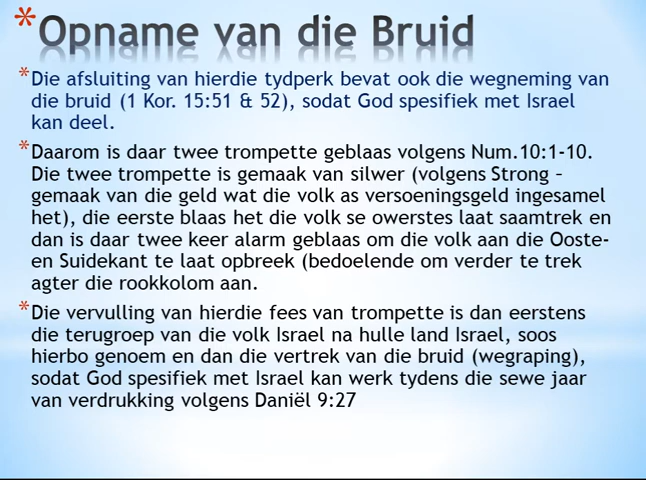 * Opname van die Bruid
* Die afsluiting van hierdie tydperk bevat ook die wegneming van
die bruid (1 Kor. 15:51 & 52), sodat God spesifiek met Israel
kan deel.
* Daarom is daar twee trompette geblaas volgens Num.10:1-10.
Die twee trompette is gemaak van silwer (volgens Strong –
gemaak van die geld wat die volk as versoeningsgeld ingesamel
het), die eerste blaas het die volk se owerstes laat saamtrek en
dan is daar twee keer alarm geblaas om die volk aan die Ooste-
en Suidekant te laat opbreek (bedoelende om verder te trek
agter die rookkolom aan.
* Die vervulling van hierdie fees van trompette is dan eerstens
die terugroep van die volk Israel na hulle land Israel, soos
hierbo genoem en dan die vertrek van die bruid (wegraping),
sodat God spesifiek met Israel kan werk tydens die sewe jaar
van verdrukking volgens Daniël 9:27